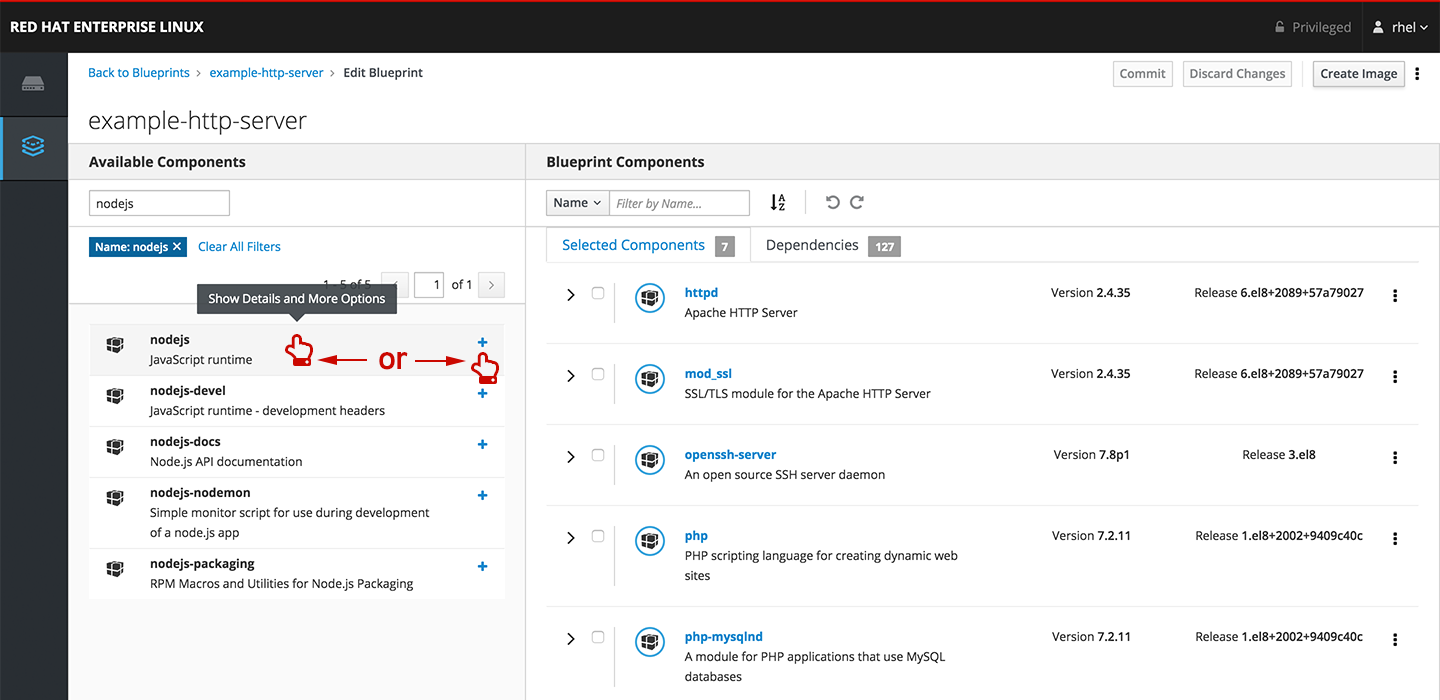 RED HAT ENTERPRISE LINUX
Privileged
rhel
Back to Blueprints > example-http-server > Edit Blueprint
Commit
Discard Changes
Create Image
example-http-server
Available Components
nodejs
Name: nodejs ×
Clear All Filters
1 - 5 of 5
1 of 1
Show Details and More Options
nodejs
JavaScript runtime
or
nodejs-devel
JavaScript runtime - development headers
nodejs-docs
Node.js API documentation
nodejs-nodemon
Simple monitor script for use during development
of a node.js app
nodejs-packaging
RPM Macros and Utilities for Node.js Packaging
Blueprint Components
Name
Filter by Name...
A
Z
Selected Components 7
Dependencies 127
httpd
Apache HTTP Server
Version 2.4.35
Release 6.el8+2089+57a79027
mod_ssl
SSL/TLS module for the Apache HTTP Server
Version 2.4.35
Release 6.el8+2089+57a79027
openssh-server
An open source SSH server daemon
Version 7.8p1
Release 3.el8
php
PHP scripting language for creating dynamic web
sites
Version 7.2.11
Release 1.el8+2002+9409c40c
php-mysqlnd
A module for PHP applications that use MySQL
databases
Version 7.2.11
Release 1.el8+2002+9409c40c